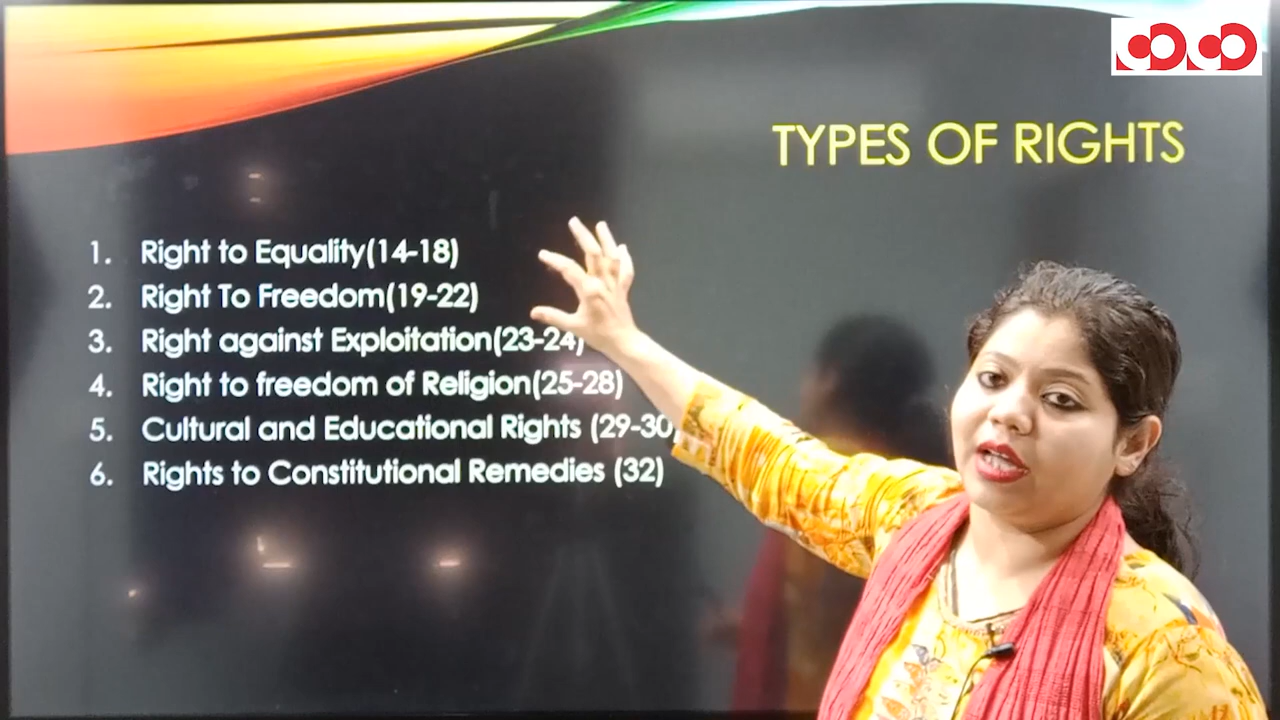 TYPES OF RIGHTS
1. Right to Equality(14-18)
2. Right To Freedom(19-22)
3. Right against Exploitation(23-24)
4. Right to freedom of Religion(25-28)
5. Cultural and Educational Rights (29-30)
6. Rights to Constitutional Remedies (32)